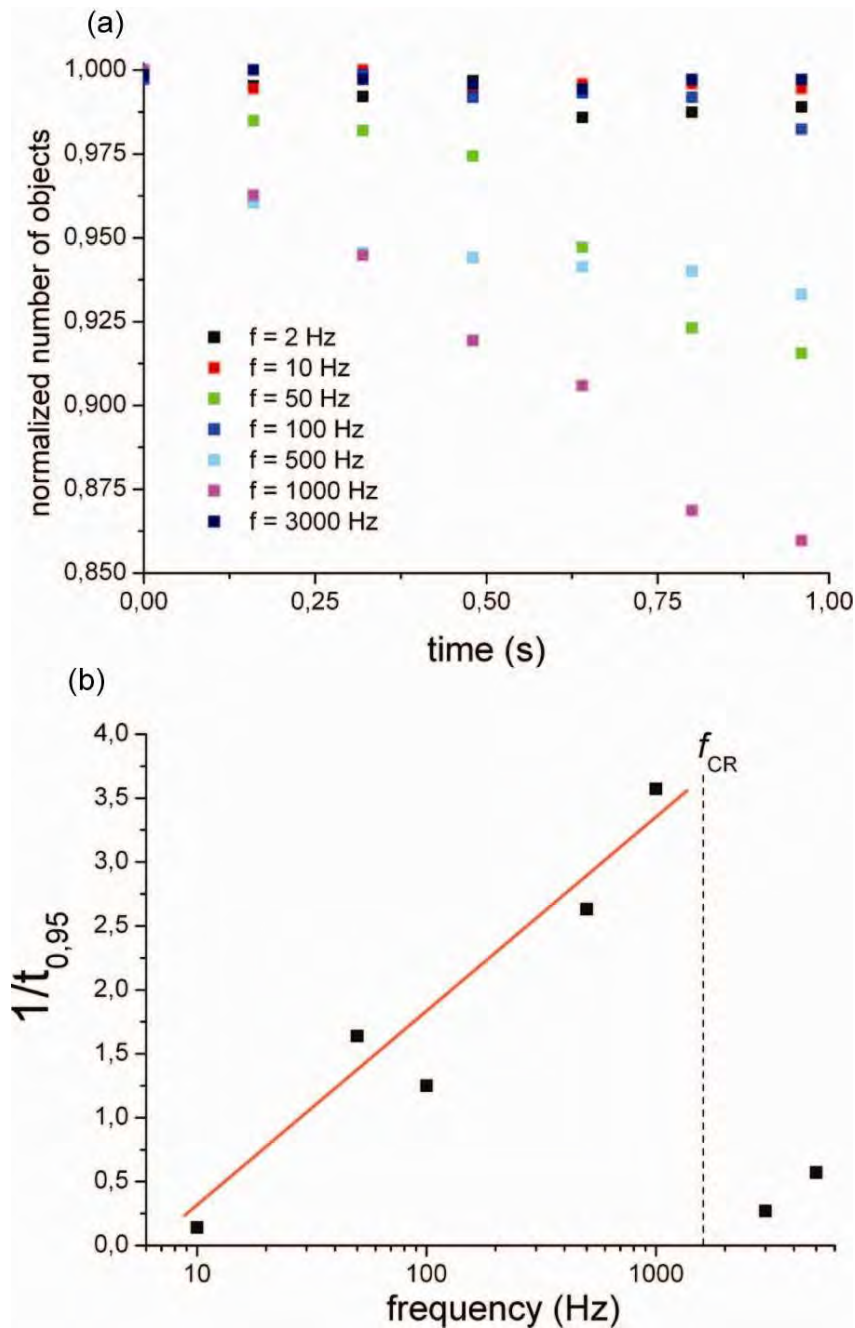 (a)
1,000
0,975
0,950
0,925
0,900
0,875
0,850
normalized number of objects
f = 2 Hz
f = 10 Hz
f = 50 Hz
f = 100 Hz
f = 500 Hz
f = 1000 Hz
f = 3000 Hz
0,00 0,25 0,50 0,75 1,00
time (s)
(b)
4,0
3,5
3,0
2,5
2,0
1,5
1,0
0,5
0,0
1/t0,95
fCR
10 100 1000
frequency (Hz)